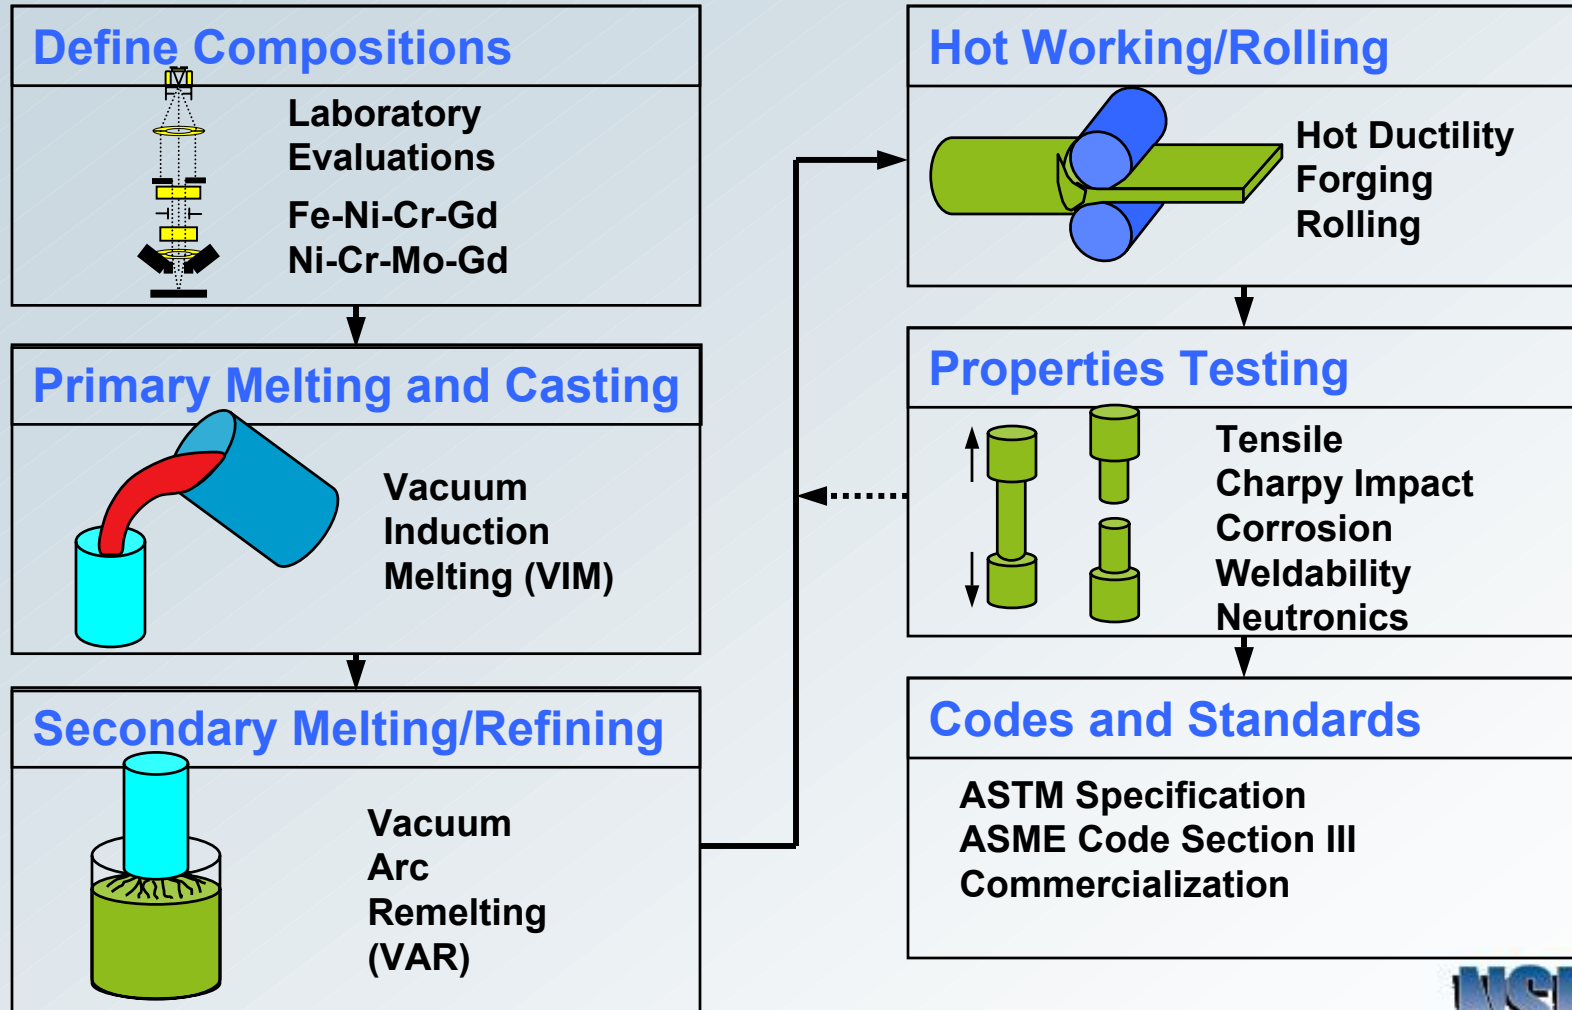 Define Compositions
Laboratory
Evaluations
Fe-Ni-Cr-Gd
Ni-Cr-Mo-Gd
Primary Melting and Casting
Vacuum
Induction
Melting (VIM)
Secondary Melting/Refining
Vacuum
Arc
Remelting
(VAR)
Hot Working/Rolling
Hot Ductility
Forging
Rolling
Properties Testing
Tensile
Charpy Impact
Corrosion
Weldability
Neutronics
Codes and Standards
ASTM Specification
ASME Code Section III
Commercialization